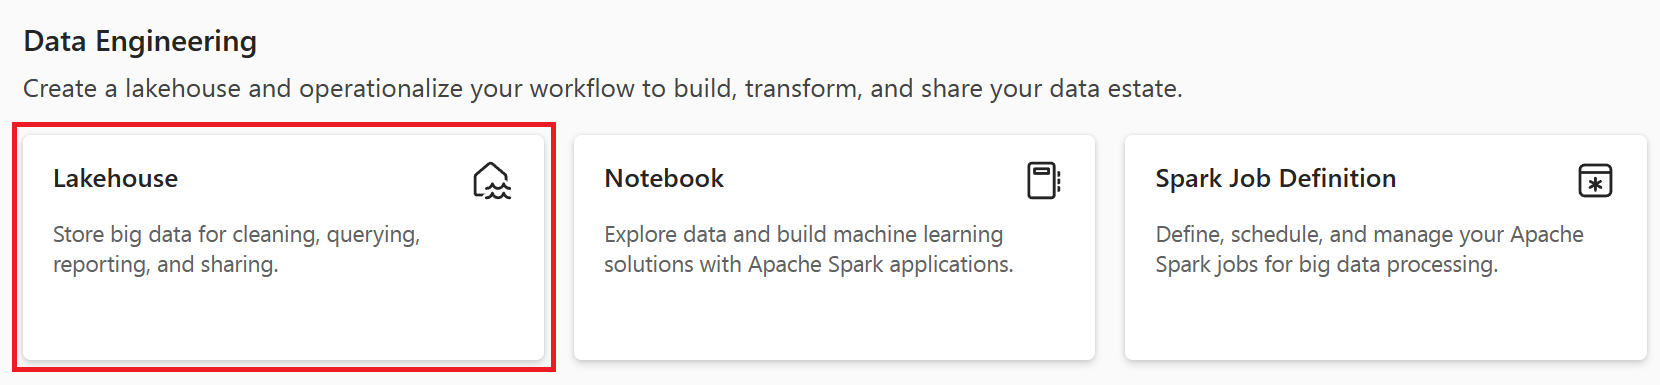 Data Engineering
Create a lakehouse and operationalize your workflow to build, transform, and share your data estate.
Lakehouse
Store big data for cleaning, querying,
reporting, and sharing.
Notebook
Explore data and build machine learning
solutions with Apache Spark applications.
Spark Job Definition
Define, schedule, and manage your Apache
Spark jobs for big data processing.